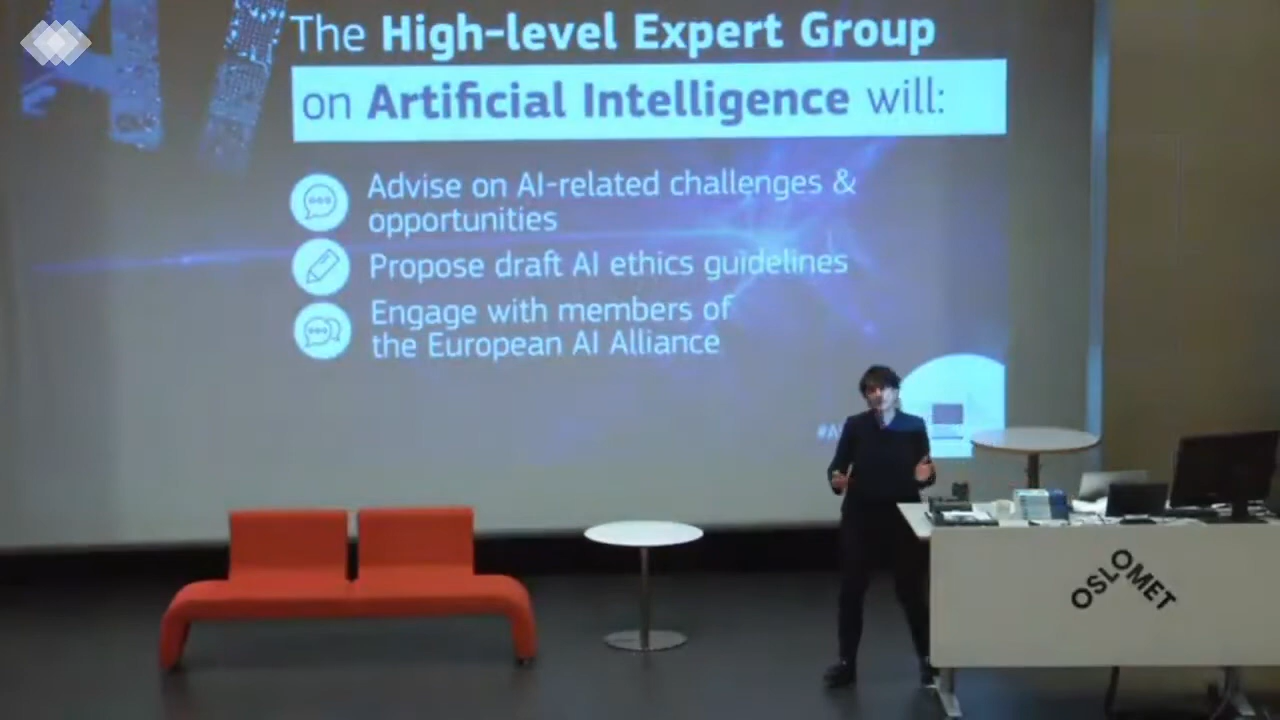 AI
The High-level Expert Group
on Artificial Intelligence will:
Advise on AI-related challenges &
opportunities
Propose draft AI ethics guidelines
Engage with members of
the European AI Alliance
OSLOMET